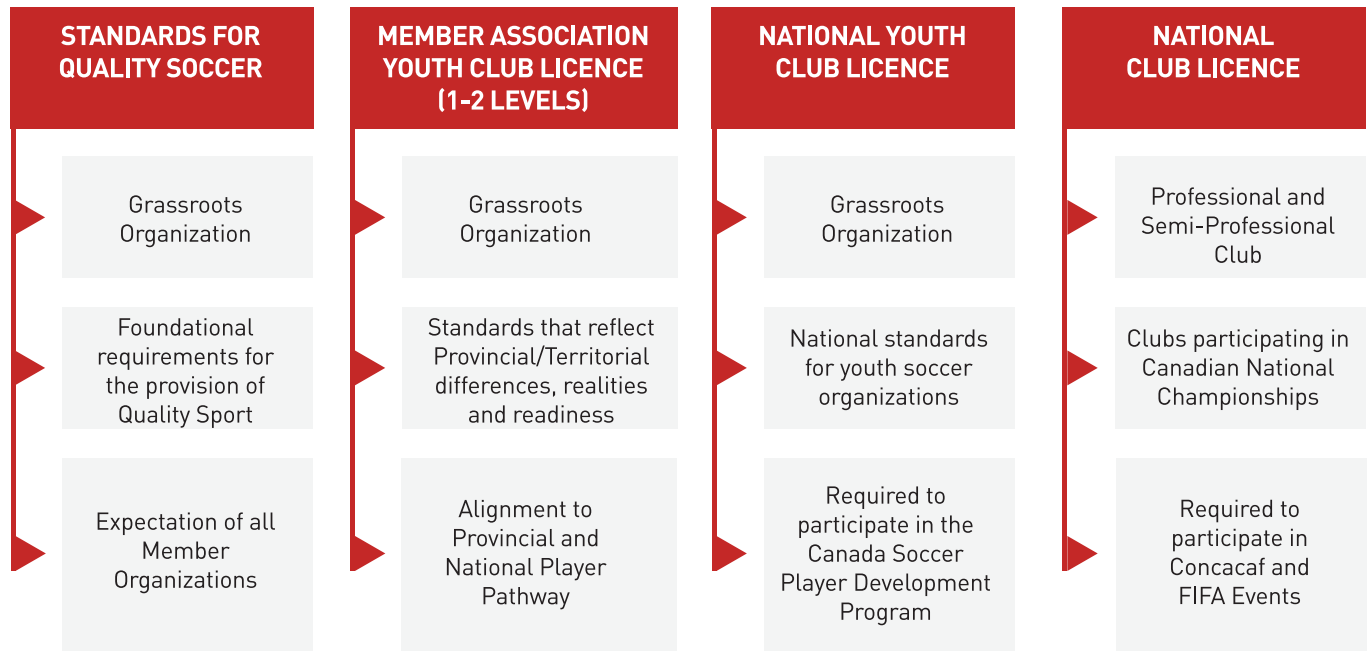 STANDARDS FOR
QUALITY SOCCER
Grassroots
Organization
Foundational
requirements for
the provision of
Quality Sport
Expectation of all
Member
Organizations
MEMBER ASSOCIATION
YOUTH CLUB LICENCE
(1-2 LEVELS)
Grassroots
Organization
Standards that reflect
Provincial/Territorial
differences, realities
and readiness
Alignment to
Provincial and
National Player
Pathway
NATIONAL YOUTH
CLUB LICENCE
Grassroots
Organization
National standards
for youth soccer
organizations
Required to
participate in the
Canada Soccer
Player Development
Program
NATIONAL
CLUB LICENCE
Professional and
Semi-Professional
Club
Clubs participating in
Canadian National
Championships
Required to
participate in
Concacaf and
FIFA Events